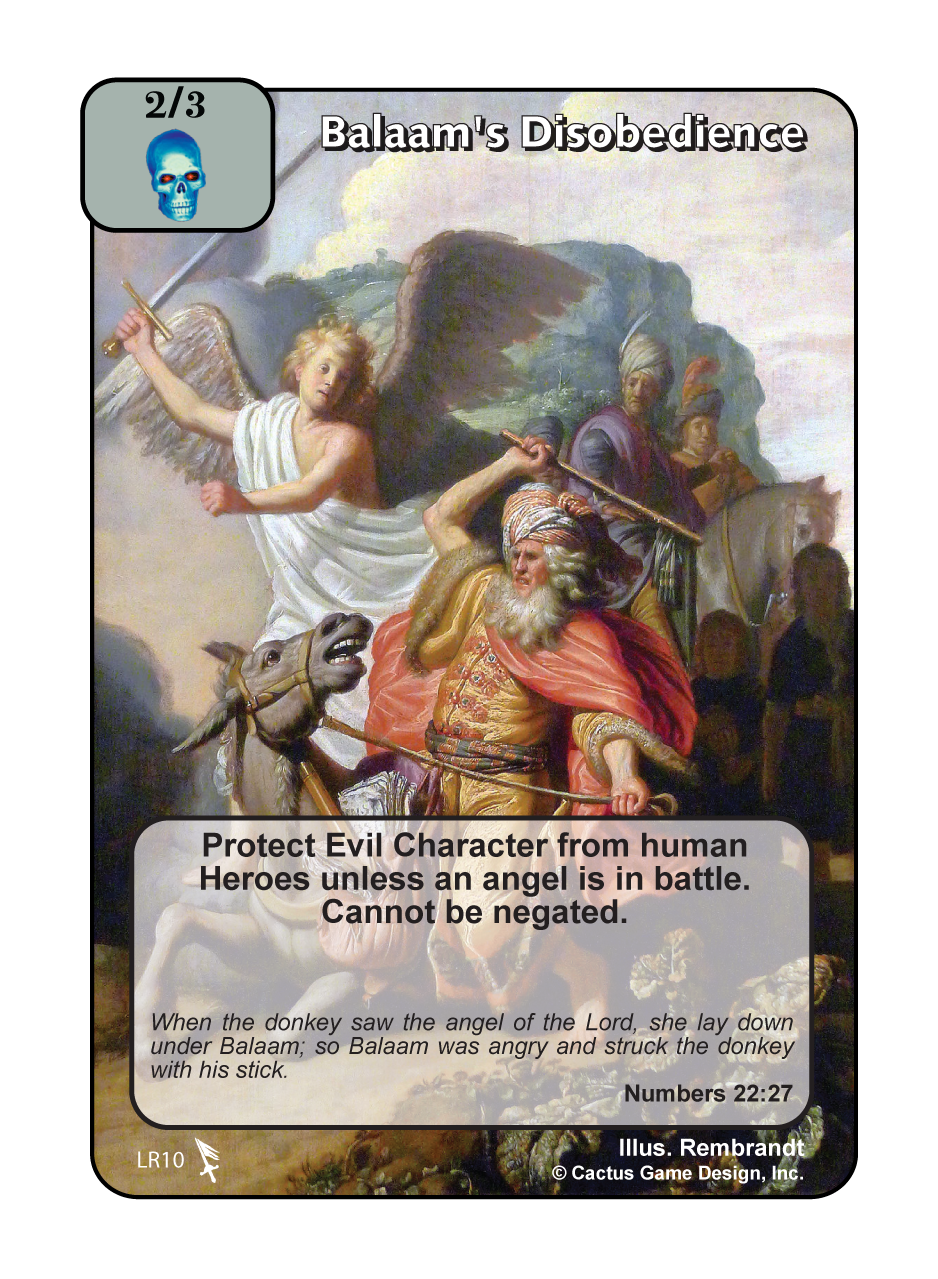 2/3
Balaam's Disobedience
Protect Evil Character from human
Heroes unless an angel is in battle.
Cannot be negated.
When the donkey saw the angel of the Lord, she lay down
under Balaam; so Balaam was angry and struck the donkey
with his stick.
Numbers 22:27
LR10
Illus. Rembrandt
© Cactus Game Design, Inc.